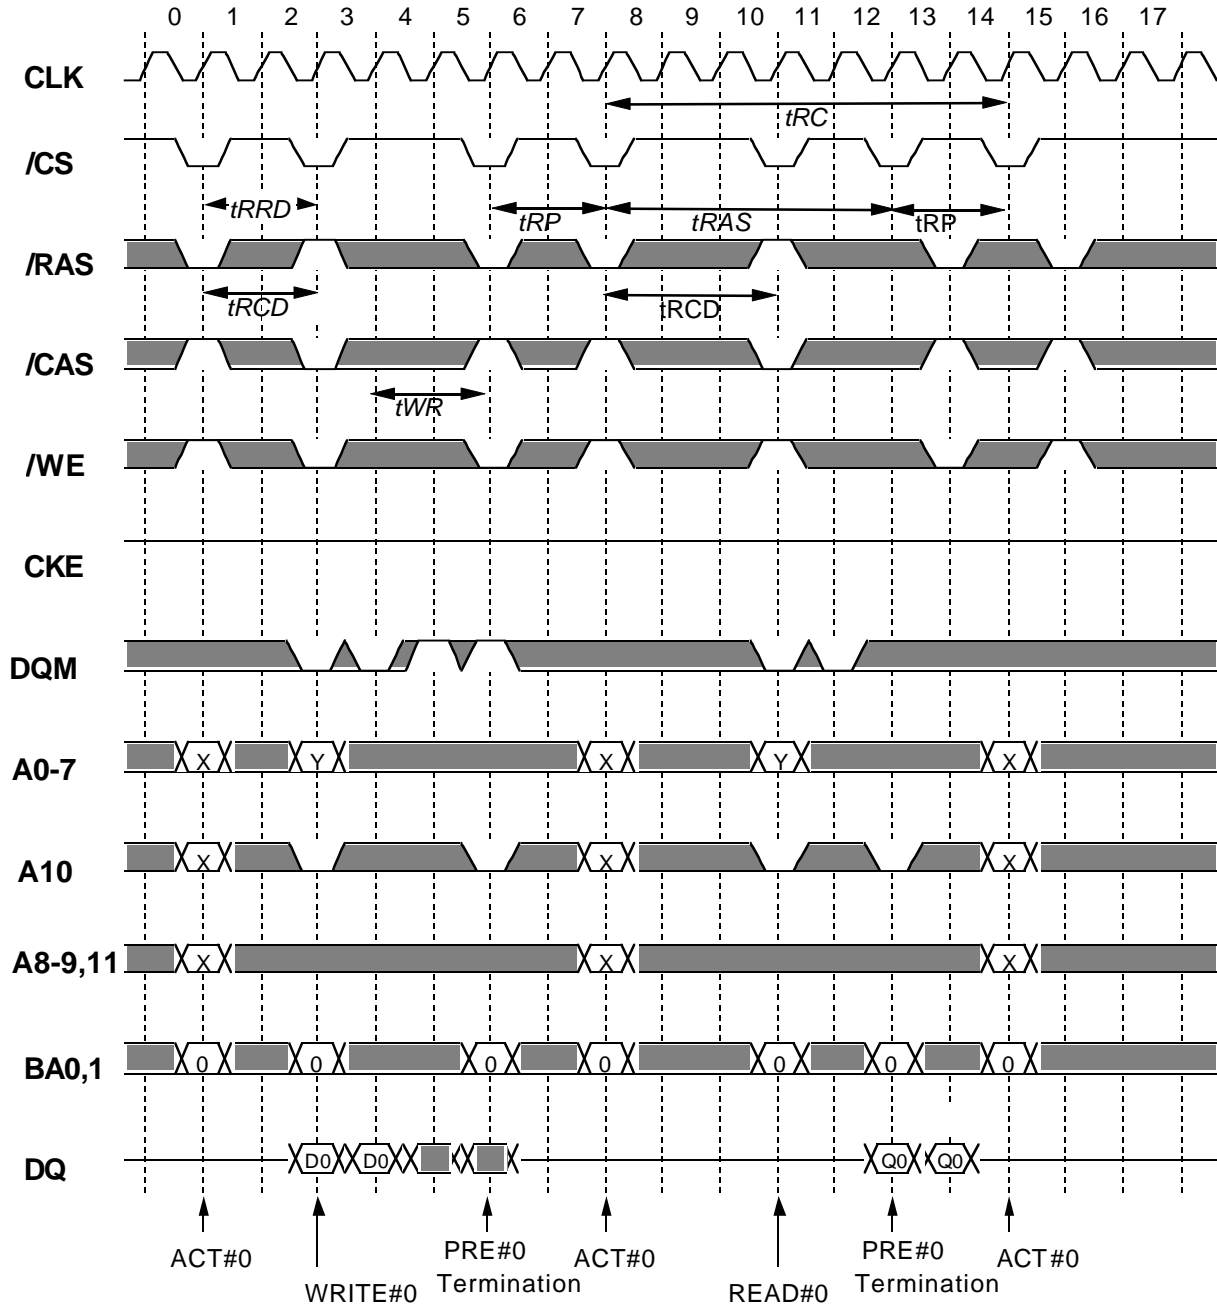 0 1 2 3 4 5 6 7 8 9 10 11 12 13 14 15 16 17
CLK
tRC
/CS
tRRD tRP tRAS tRP
/RAS
tRCD tRCD
/CAS
tWR
/WE
CKE
DQM
A0-7 X Y X Y X
A10 X X X
A8-9,11 X X X
BA0,1 0 0 0 0 0 0 0
DQ D0 D0 Q0 Q0
ACT#0 PRE#0 ACT#0 PRE#0 ACT#0
WRITE#0 Termination READ#0 Termination